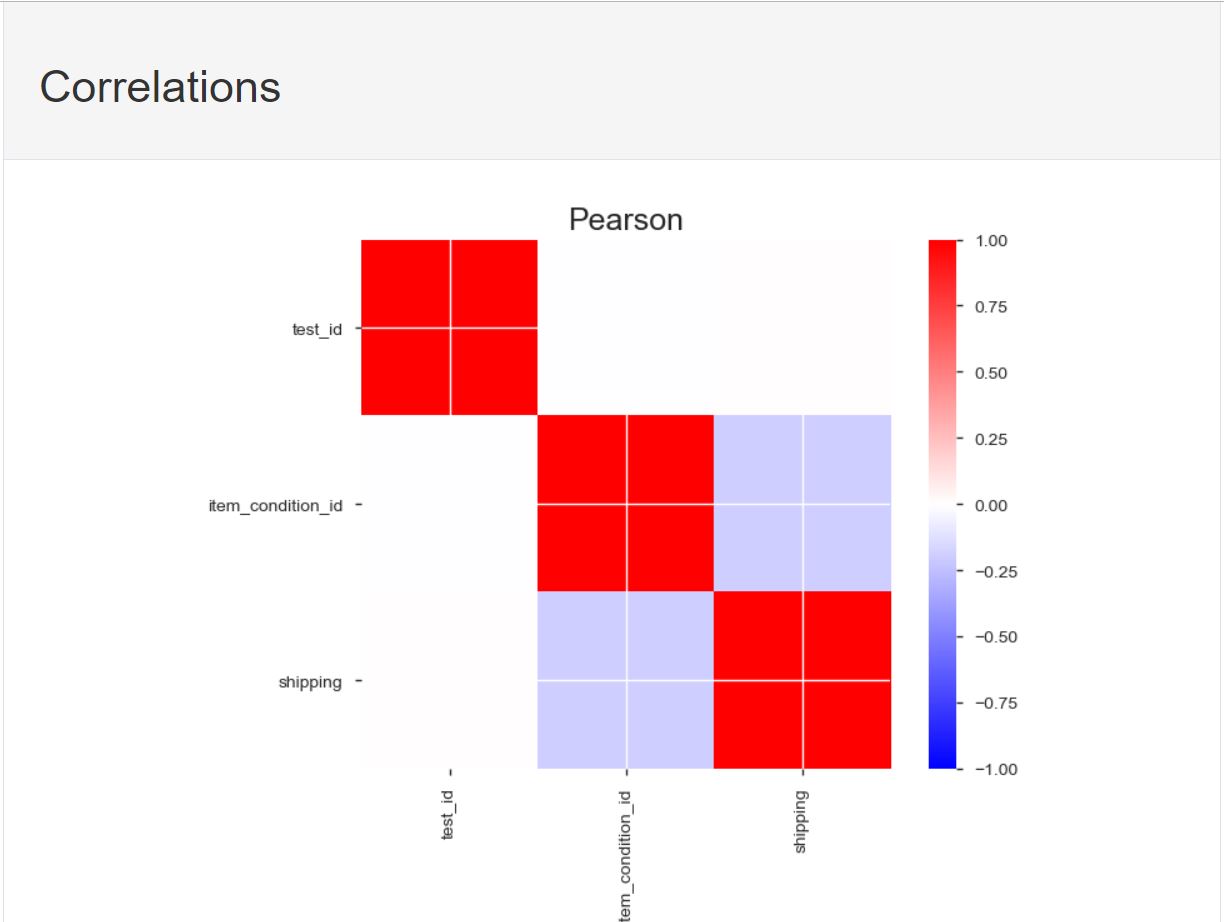 Correlations
Pearson
test_id
item_condition_id
shipping
1.00
0.75
0.50
0.25
0.00
−0.25
−0.50
−0.75
−1.00
test_id
tem_condition_id
shipping